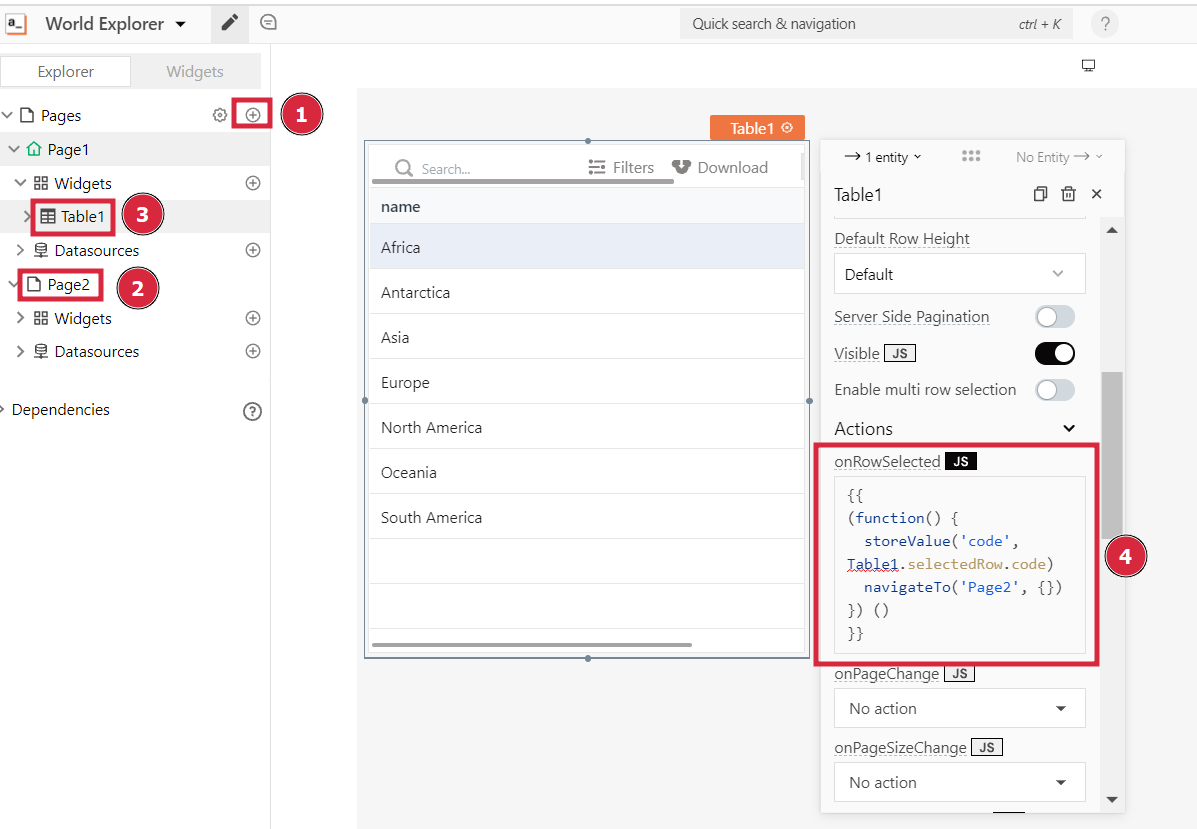 a_
World Explorer
Quick search & navigation
ctrl + K
?
Explorer
Widgets
Pages
1
Page1
Widgets
Table1
3
Datasources
Page2
2
Widgets
Datasources
Dependencies
?
Table1
Search...
Filters
Download
name
Africa
Antarctica
Asia
Europe
North America
Oceania
South America
1 entity
No Entity
Table1
Default Row Height
Default
Server Side Pagination
Visible JS
Enable multi row selection
Actions
onRowSelected JS
{{
(function() {
storeValue('code',
Table1.selectedRow.code)
navigateTo('Page2', {})
}) ()
}}
4
onPageChange JS
No action
onPageSizeChange JS
No action